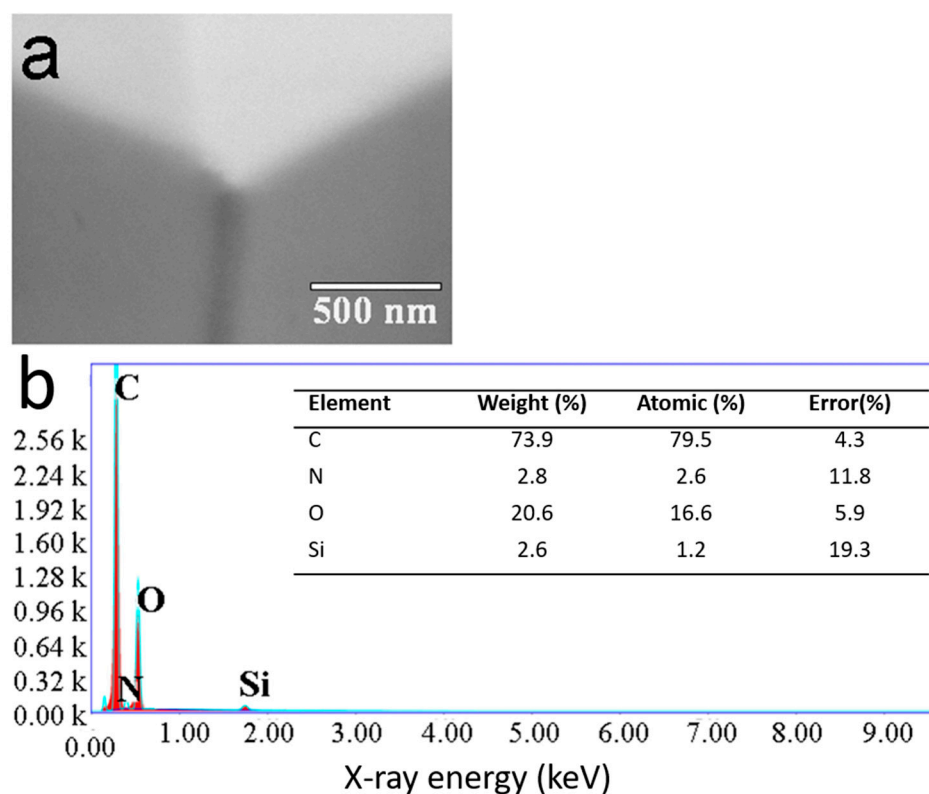 a
500 nm
b
C
2.56 k
2.24 k
1.92 k
1.60 k
1.28 k
0.96 k
0.64 k
0.32 k
0.00 k
O
N
Si
Element Weight (%) Atomic (%) Error(%)
C 73.9 79.5 4.3
N 2.8 2.6 11.8
O 20.6 16.6 5.9
Si 2.6 1.2 19.3
0.00 1.00 2.00 3.00 4.00 5.00 6.00 7.00 8.00 9.00
X-ray energy (keV)